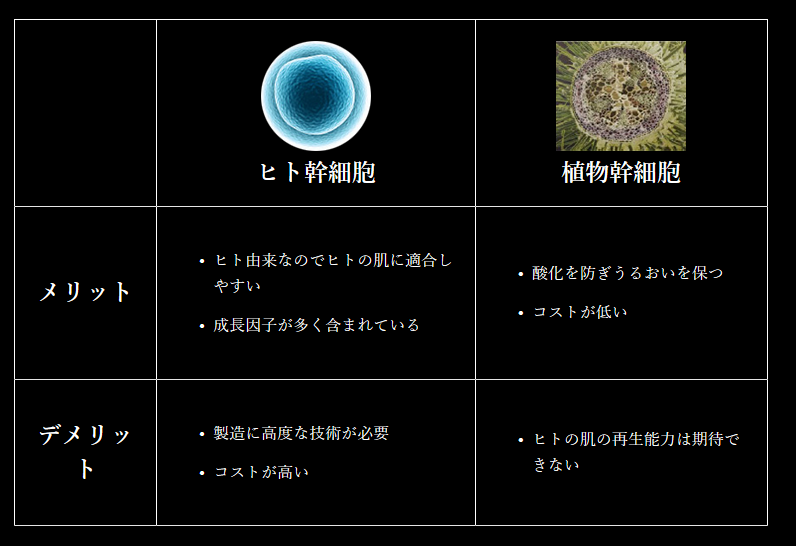 ヒト幹細胞
植物幹細胞
メリット
• ヒト由来なのでヒトの肌に適合し
やすい
• 成長因子が多く含まれている
• 酸化を防ぎうるおいを保つ
• コストが低い
デメリッ
ト
• 製造に高度な技術が必要
• コストが高い
• ヒトの肌の再生能力は期待で
きない